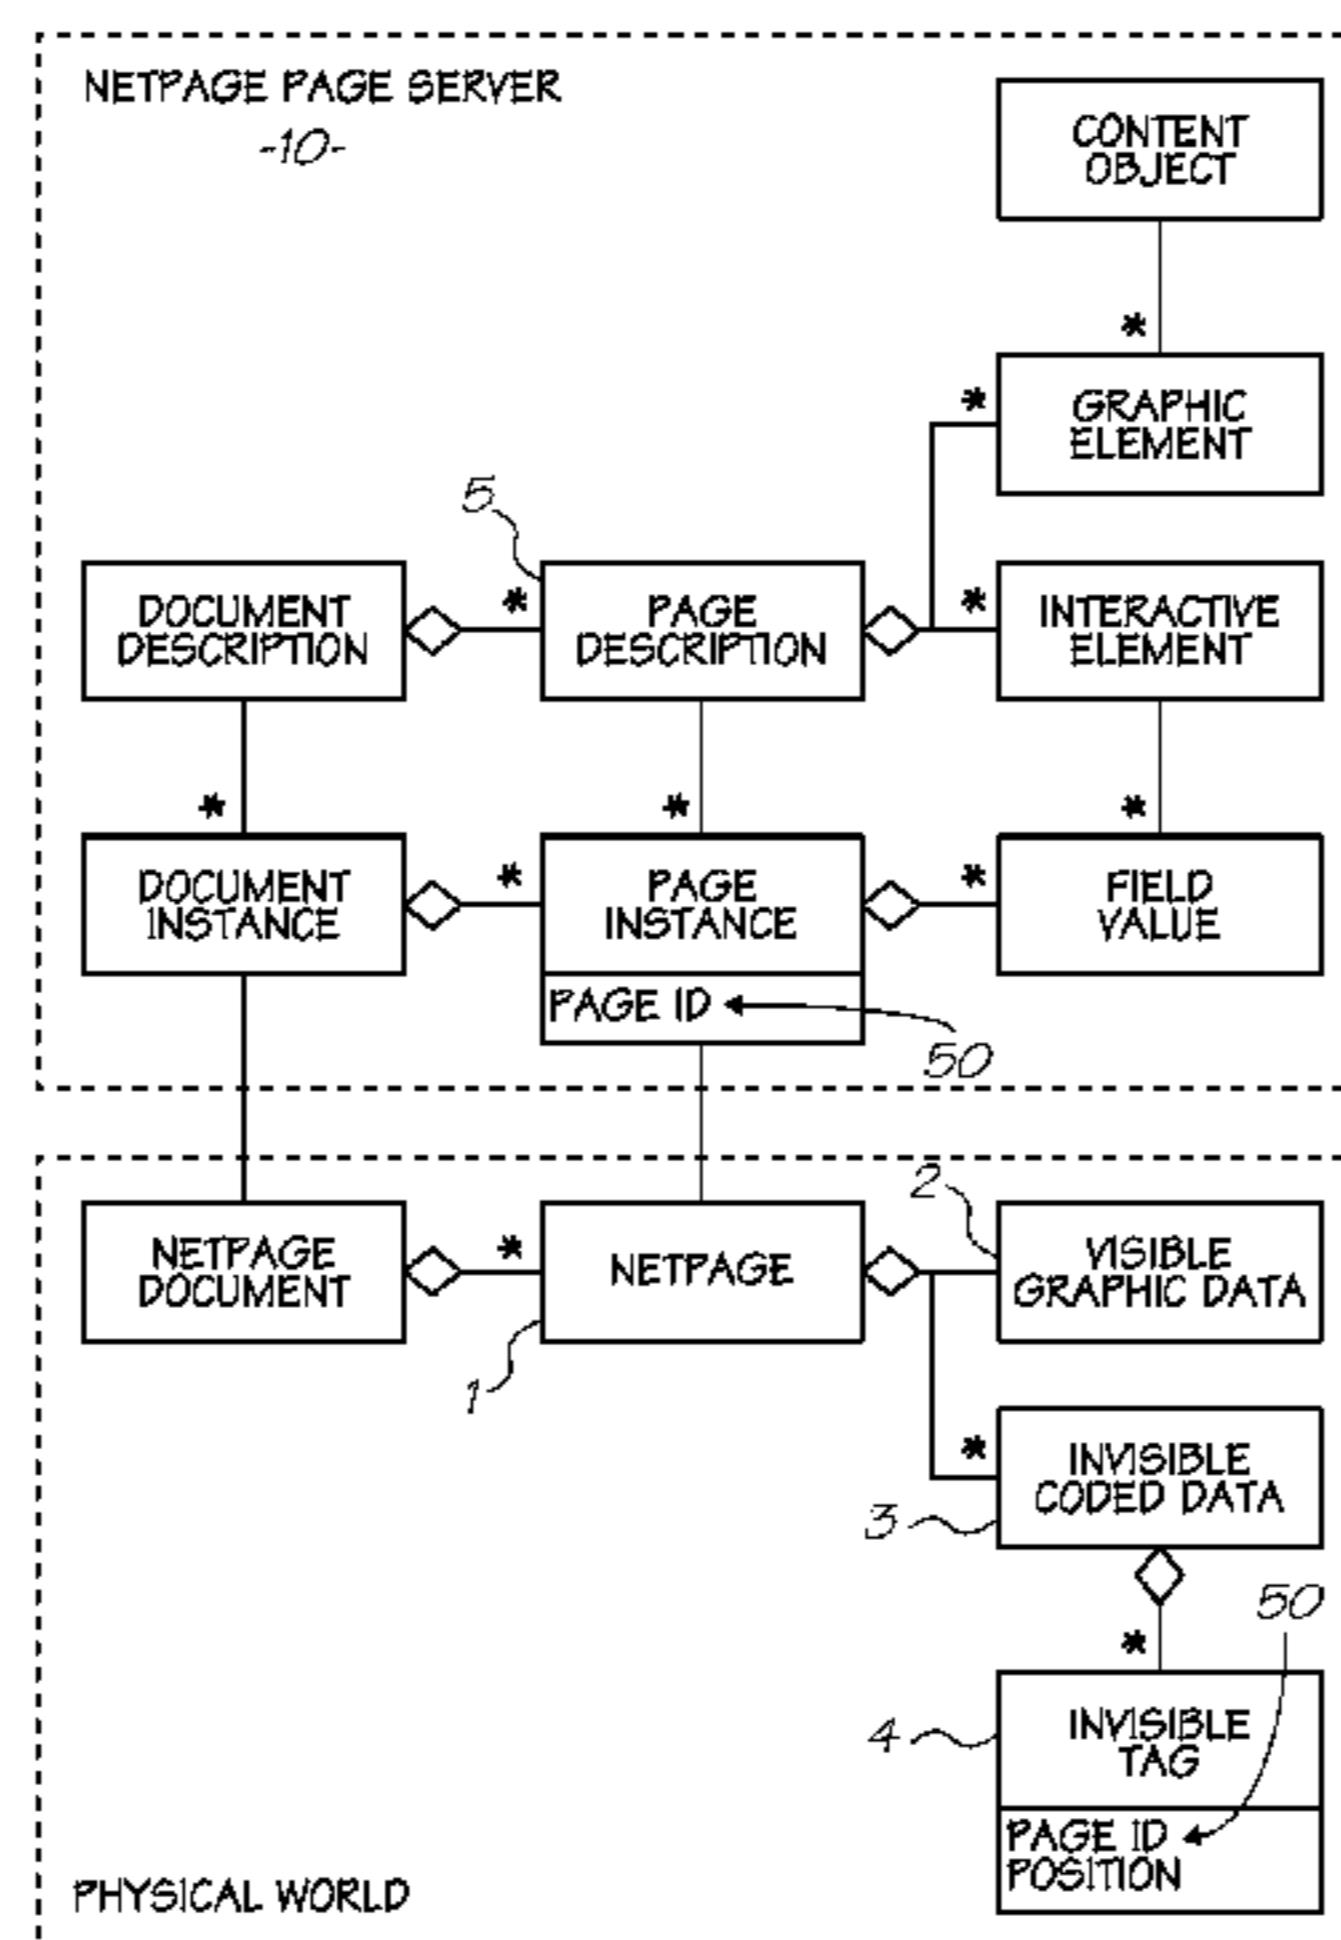 NETPAGE PAGE SERVER
-10-
CONTENT
OBJECT
*
*
GRAPHIC
ELEMENT
5
DOCUMENT
DESCRIPTION
*
PAGE
DESCRIPTION
*
INTERACTIVE
ELEMENT
*
*
*
DOCUMENT
INSTANCE
*
PAGE
INSTANCE
*
FIELD
VALUE
PAGE ID
50
2
NETPAGE
DOCUMENT
*
NETPAGE
VISIBLE
GRAPHIC DATA
1
*
INVISIBLE
CODED DATA
3
50
*
4
INVISIBLE
TAG
PAGE ID
POSITION
PHYSICAL WORLD